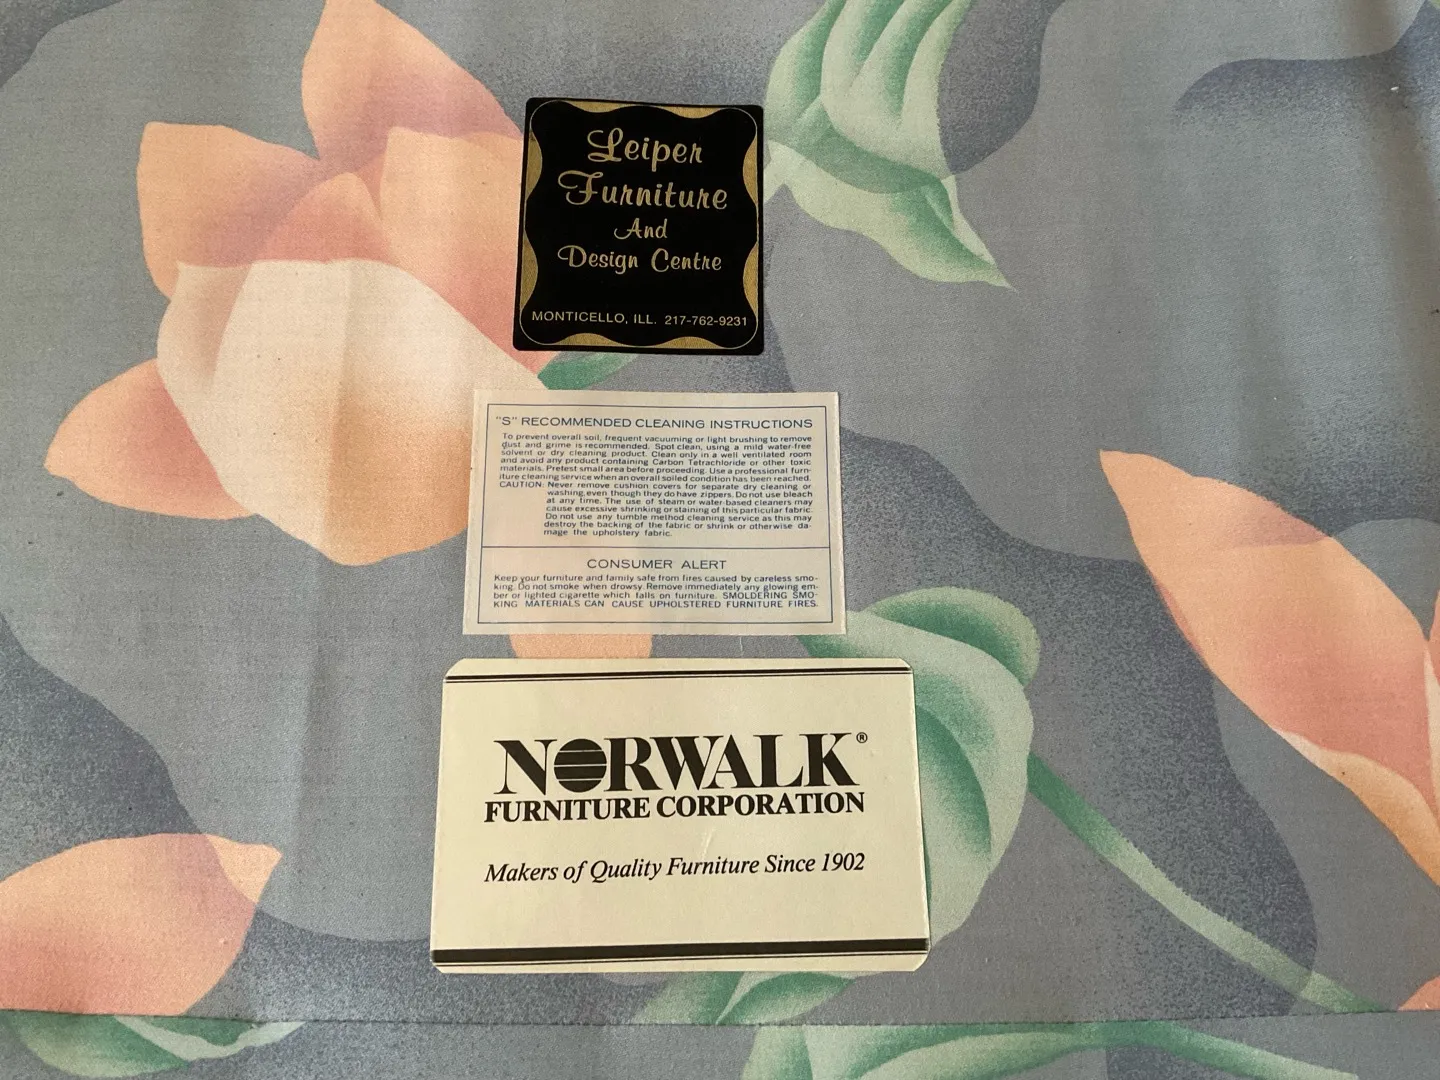 Leiper
Furniture
And
Design Centre
MONTICELLO, ILL. 217-762-9231
"S" RECOMMENDED CLEANING INSTRUCTIONS
To prevent overall soil, frequent vacuuming or light brushing to remove
dust and grime is recommended. Spot clean, using a mild water-free
solvent or dry cleaning product. Clean only in a well ventilated room
and avoid any product containing Carbon Tetrachloride or other toxic
materials. Pretest small area before proceeding. Use a professional furn-
iture cleaning service when an overall soiled condition has been reached.
CAUTION: Never remove cushion covers for separate dry cleaning or
washing, even though they do have zippers. Do not use bleach
at any time. The use of steam or water-based cleaners may
cause excessive shrinking or staining of this particular fabric.
Do not use any tumble method cleaning service as this may
destroy the backing of the fabric or shrink or otherwise da-
mage the upholstery fabric.
CONSUMER ALERT
Keep your furniture and family safe from fires caused by careless smo-
king. Do not smoke when drowsy. Remove immediately any glowing em-
ber or lighted cigarette which falls on furniture. SMOLDERING SMO-
KING MATERIALS CAN CAUSE UPHOLSTERED FURNITURE FIRES.
NORWALK®
FURNITURE CORPORATION
Makers of Quality Furniture Since 1902